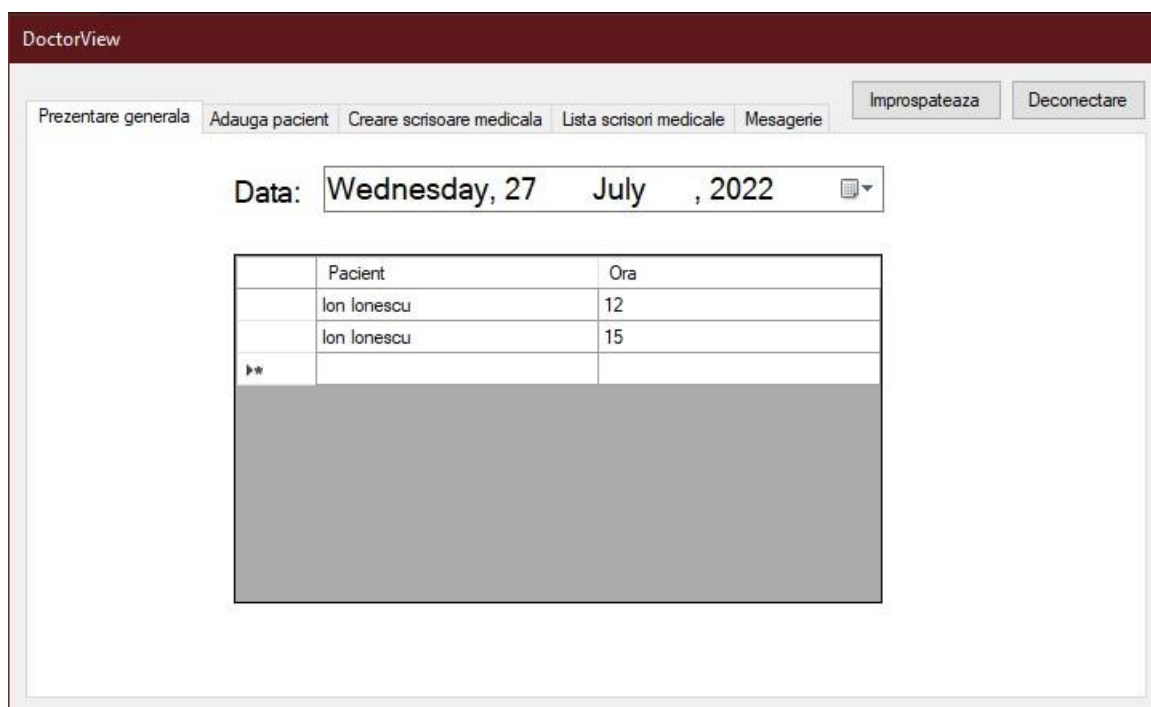 DoctorView
Improspateaza Deconectare
Prezentare generala Adauga pacient Creare scrisoare medicala Lista scrisori medicale Mesagerie
Data: Wednesday, 27 July , 2022
Pacient Ora
Ion Ionescu 12
Ion Ionescu 15